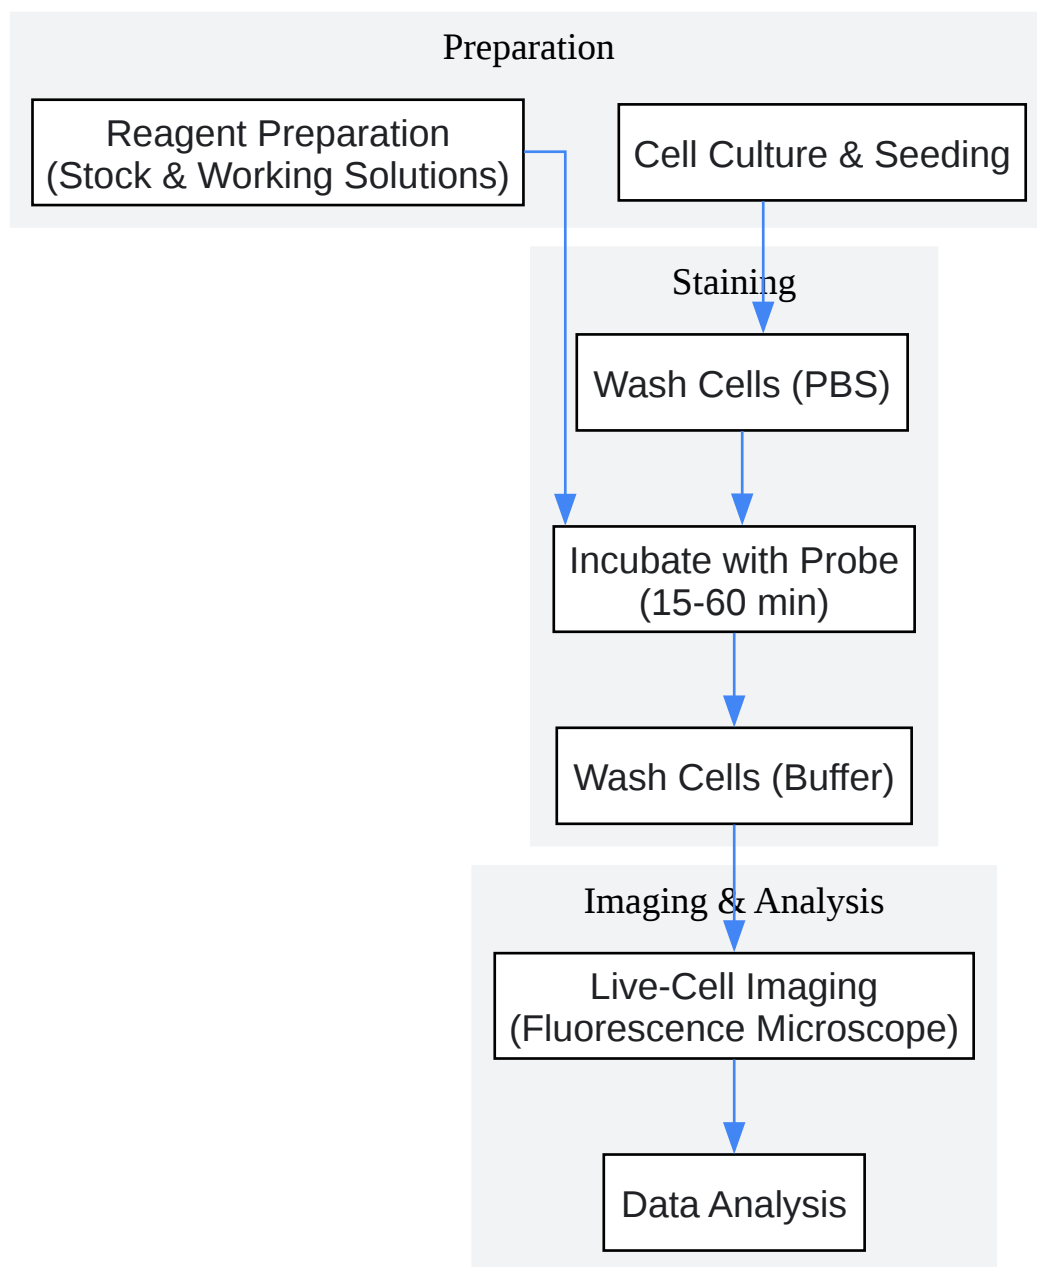 Preparation
Reagent Preparation
(Stock & Working Solutions)
Cell Culture & Seeding
Staining
Wash Cells (PBS)
Incubate with Probe
(15-60 min)
Wash Cells (Buffer)
Imaging & Analysis
Live-Cell Imaging
(Fluorescence Microscope)
Data Analysis